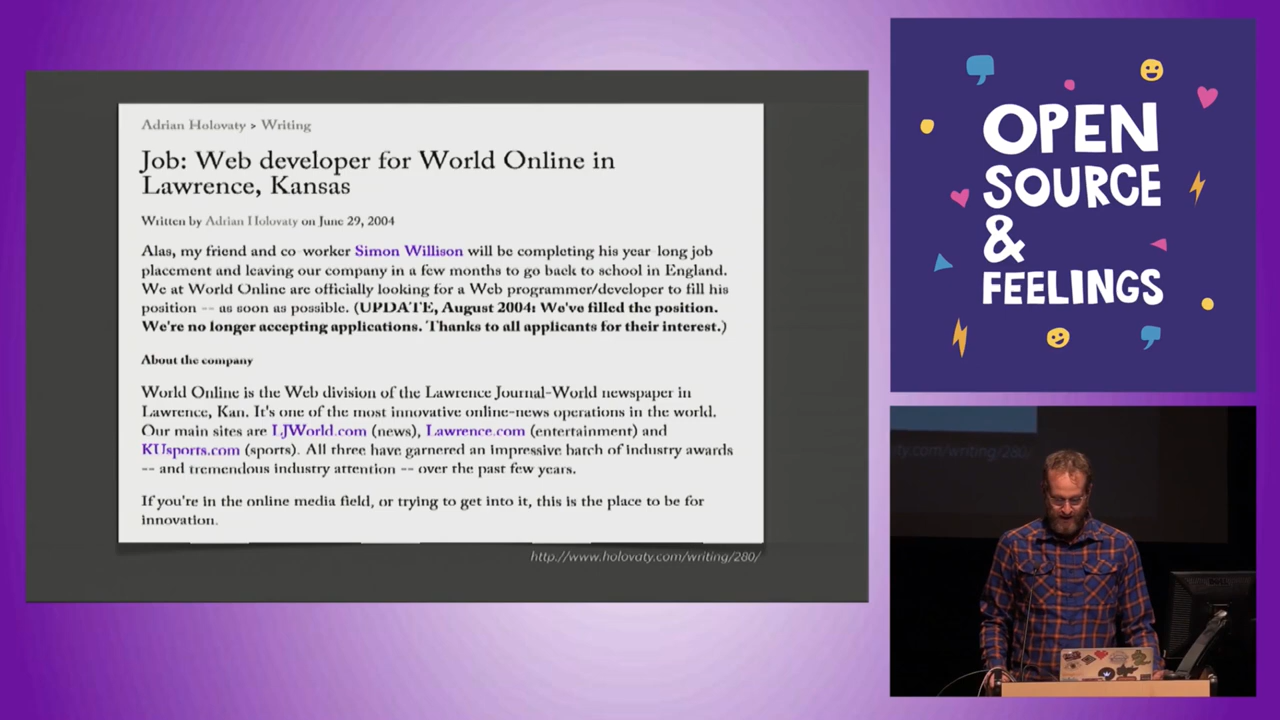 Adrian Holovaty > Writing
Job: Web developer for World Online in
Lawrence, Kansas
Written by Adrian Holovaty on June 29, 2004
Alas, my friend and co-worker Simon Willison will be completing his year-long job
placement and leaving our company in a few months to go back to school in England.
We at World Online are officially looking for a Web programmer/developer to fill his
position -- as soon as possible. (UPDATE, August 2004: We've filled the position.
We're no longer accepting applications. Thanks to all applicants for their interest.)
About the company
World Online is the Web division of the Lawrence Journal-World newspaper in
Lawrence, Kan. It's one of the most innovative online-news operations in the world.
Our main sites are LJWorld.com (news), Lawrence.com (entertainment) and
KUsports.com (sports). All three have garnered an impressive batch of industry awards
-- and tremendous industry attention -- over the past few years.
If you're in the online media field, or trying to get into it, this is the place to be for
innovation.
http://www.holovaty.com/writing/280/
OPEN
SOURCE
&
FEELINGS
ty.com/writing/280/
DELL